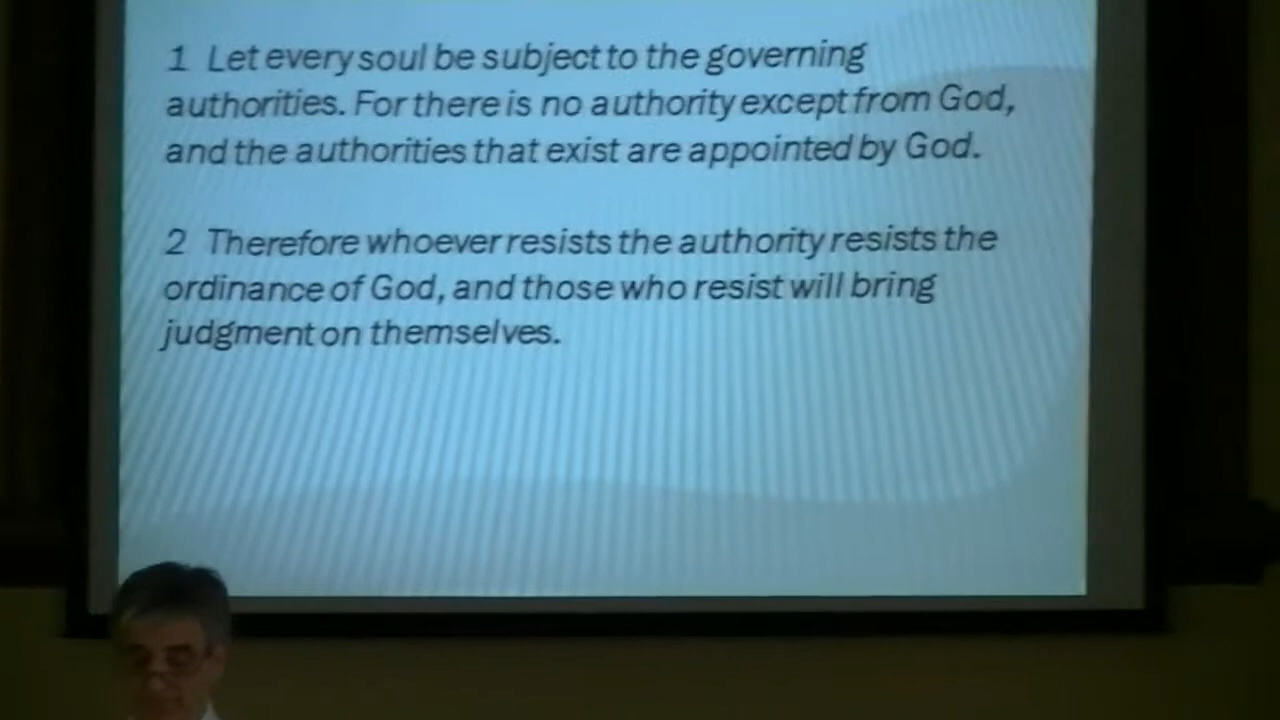 1 Let every soul be subject to the governing
authorities. For there is no authority except from God,
and the authorities that exist are appointed by God.
2 Therefore whoever resists the authority resists the
ordinance of God, and those who resist will bring
judgment on themselves.